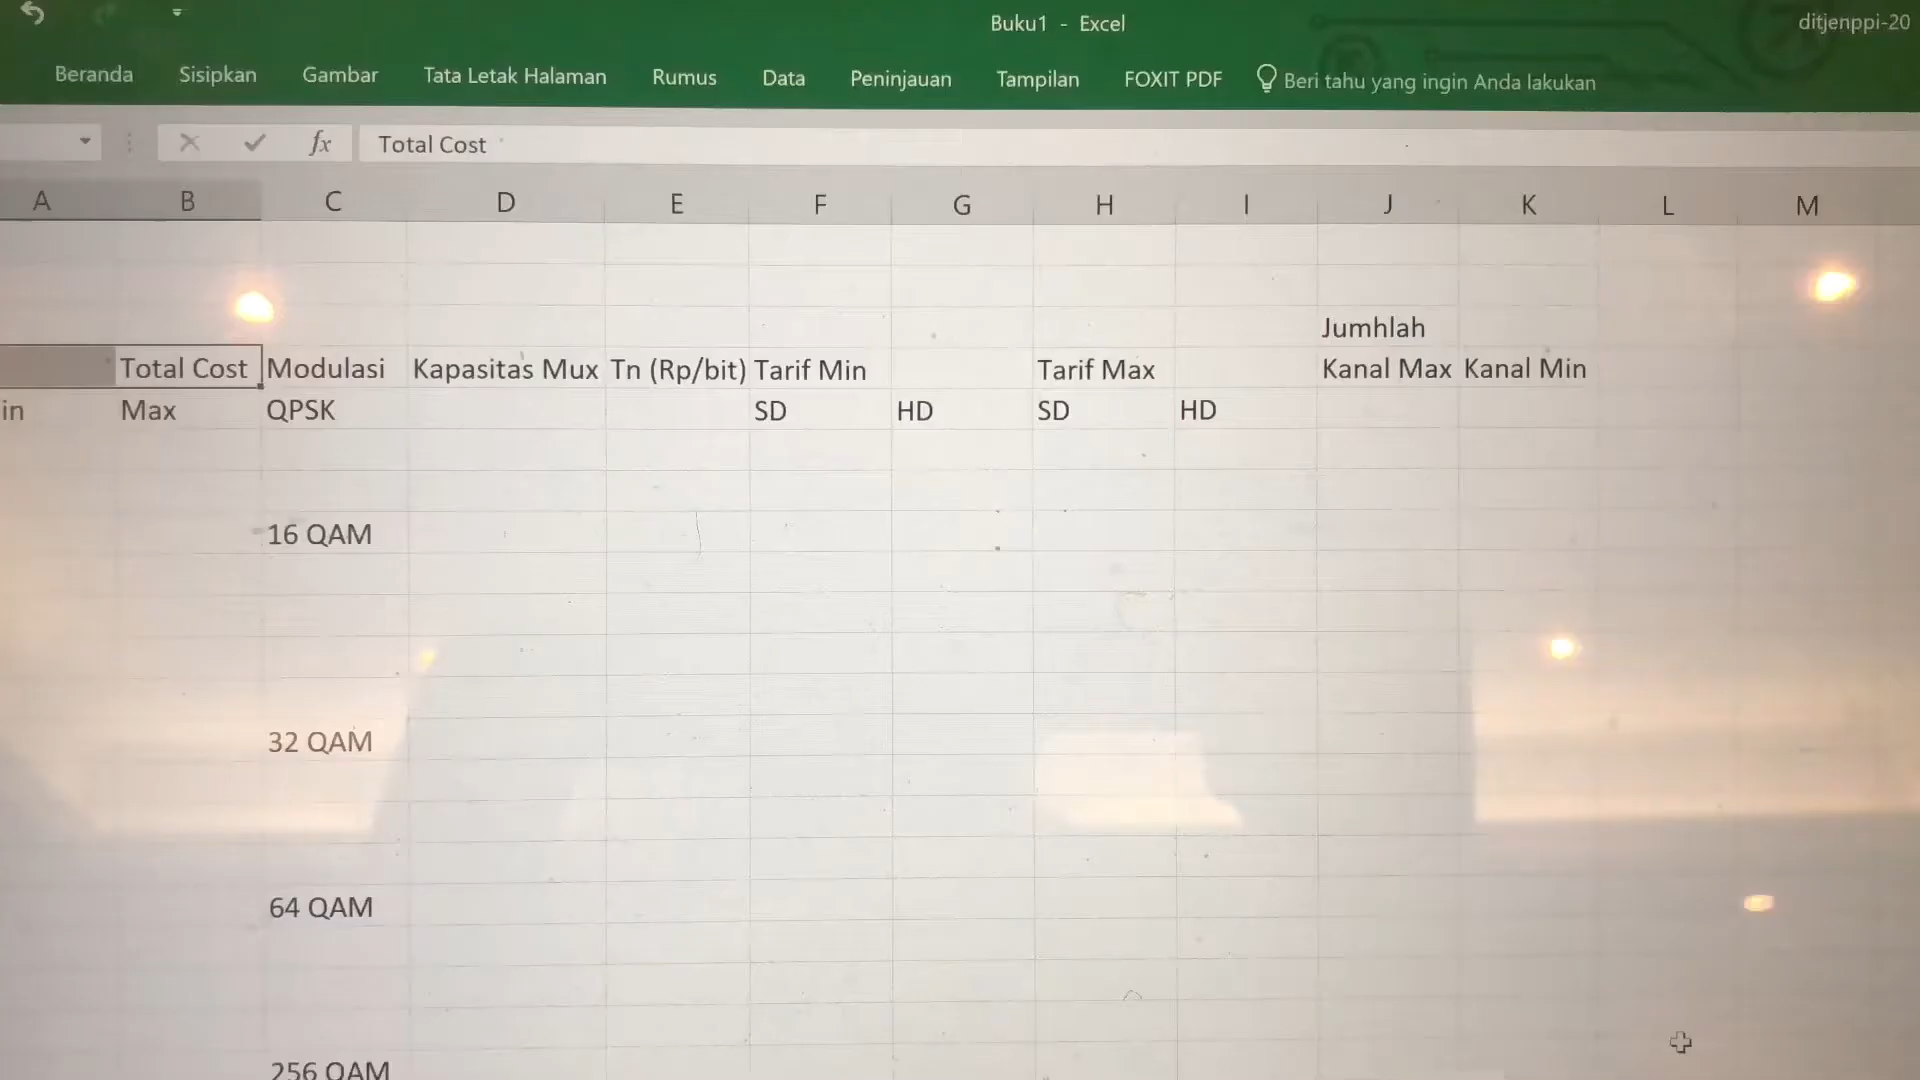 Buku1 - Excel
ditjenppi-20
Beranda Sisipkan Gambar Tata Letak Halaman Rumus Data Peninjauan Tampilan FOXIT PDF Beri tahu yang ingin Anda lakukan
fx Total Cost
A B C D E F G H I J K L M
Jumhlah
Total Cost Modulasi Kapasitas Mux Tn (Rp/bit) Tarif Min Tarif Max Kanal Max Kanal Min
in Max QPSK SD HD SD HD
16 QAM
32 QAM
64 QAM
256 QAM